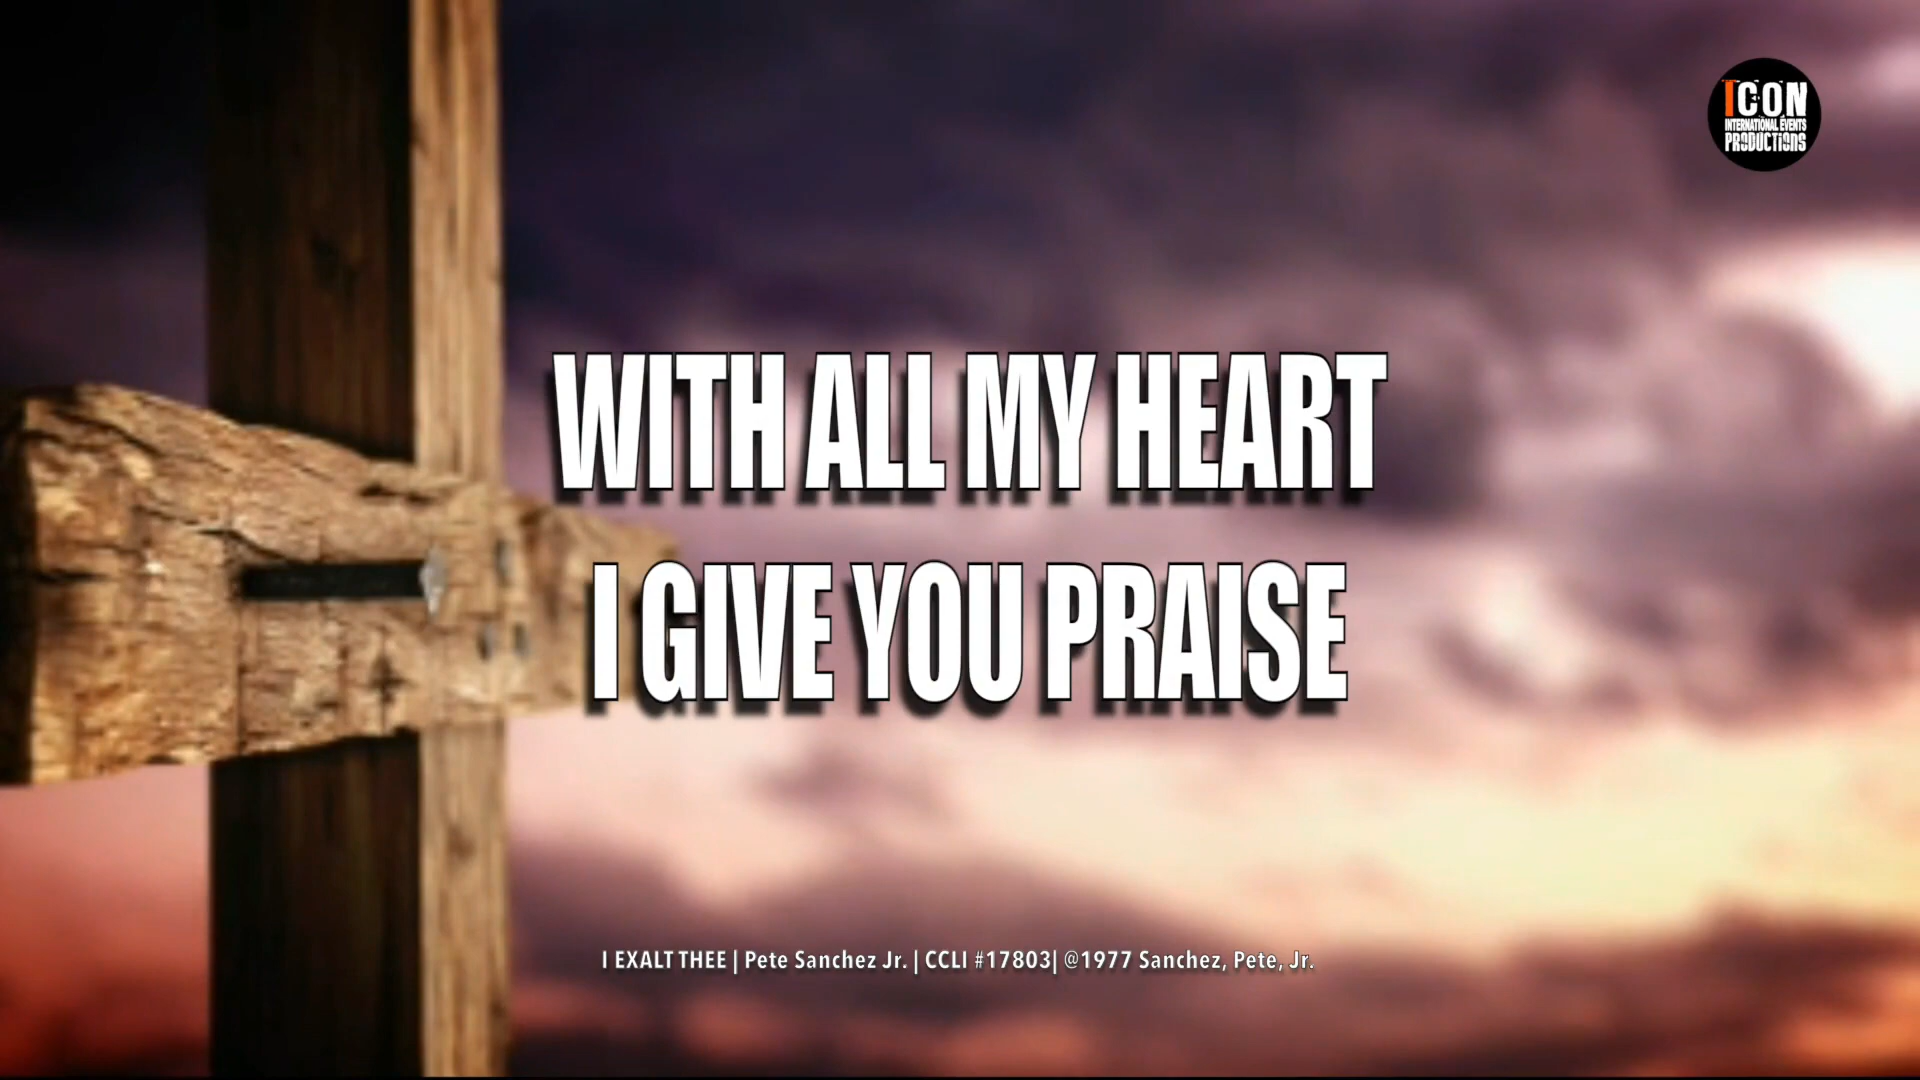 ICON
INTERNATIONAL EVENTS
PRODUCTIONS
WITH ALL MY HEART
I GIVE YOU PRAISE
I EXALT THEE | Pete Sanchez Jr. | CCLI #17803| @1977 Sanchez, Pete, Jr.